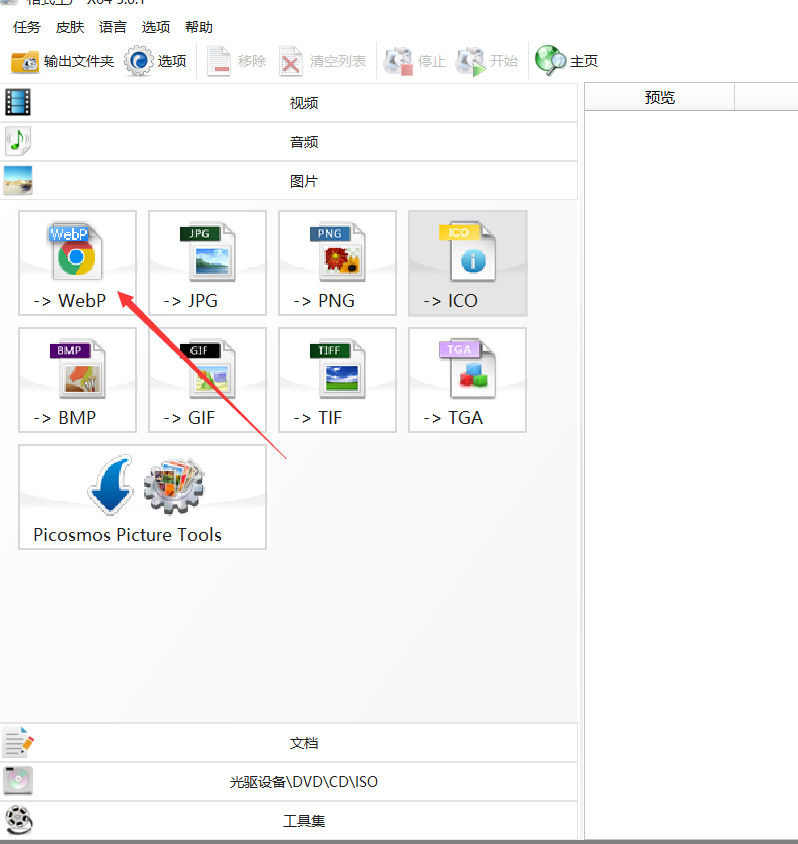 任务 皮肤 语言 选项 帮助
输出文件夹 选项 移除 清空列表 停止 开始 主页
视频
预览
音频
图片
WebP JPG PNG ICO
-> WebP -> JPG -> PNG -> ICO
BMP GIF TIFF TGA
-> BMP -> GIF -> TIF -> TGA
Picosmos Picture Tools
文档
光驱设备\DVD\CD\ISO
工具集